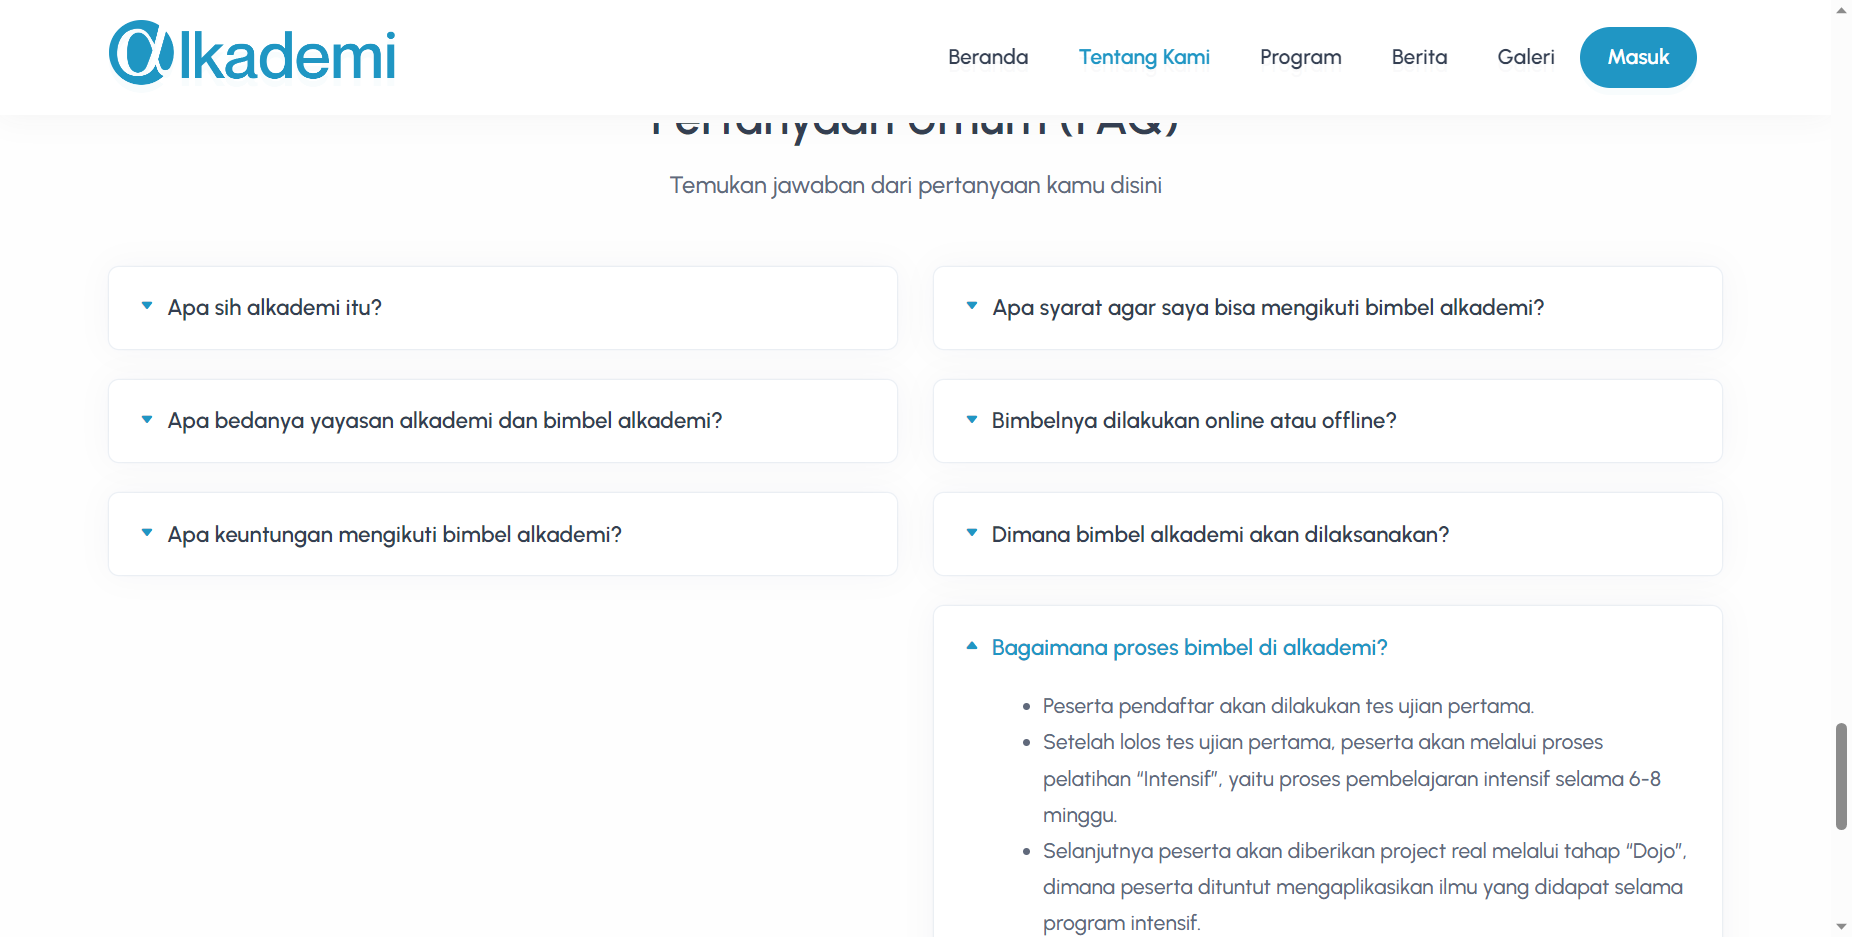 alkademi
Beranda
Tentang Kami
Program
Berita
Galeri
Masuk
Pertanyaan Umum (FAQ)
Temukan jawaban dari pertanyaan kamu disini
Apa sih alkademi itu?
Apa bedanya yayasan alkademi dan bimbel alkademi?
Apa keuntungan mengikuti bimbel alkademi?
Apa syarat agar saya bisa mengikuti bimbel alkademi?
Bimbelnya dilakukan online atau offline?
Dimana bimbel alkademi akan dilaksanakan?
Bagaimana proses bimbel di alkademi?
Peserta pendaftar akan dilakukan tes ujian pertama.
Setelah lolos tes ujian pertama, peserta akan melalui proses
pelatihan “Intensif”, yaitu proses pembelajaran intensif selama 6-8
minggu.
Selanjutnya peserta akan diberikan project real melalui tahap “Dojo”,
dimana peserta dituntut mengaplikasikan ilmu yang didapat selama
program intensif.